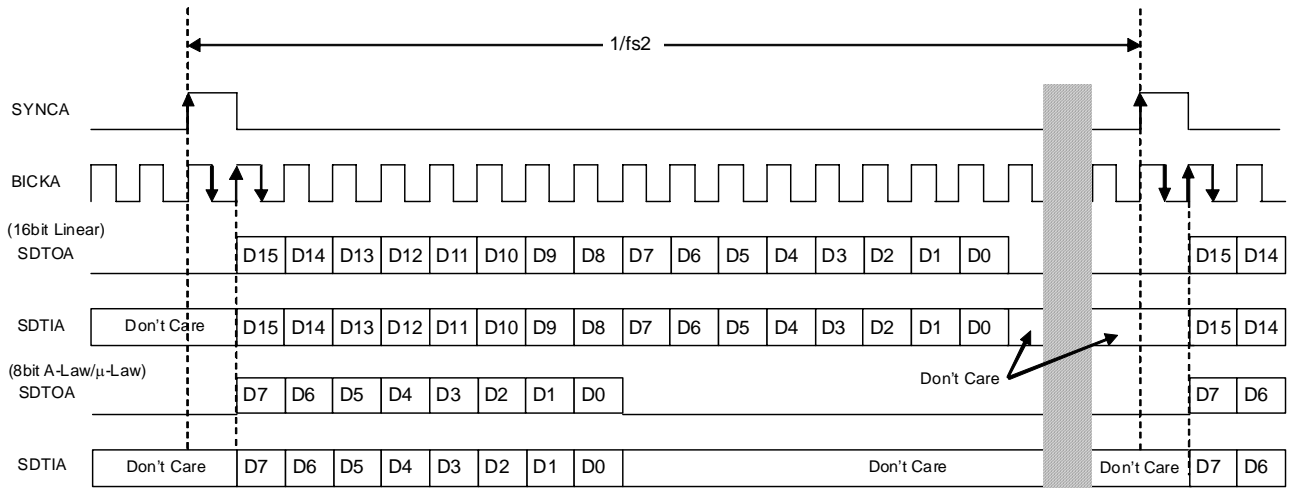 1/fs2
SYNCA
BICKA
(16bit Linear)
SDTOA D15 D14 D13 D12 D11 D10 D9 D8 D7 D6 D5 D4 D3 D2 D1 D0 D15 D14
SDTIA Don't Care D15 D14 D13 D12 D11 D10 D9 D8 D7 D6 D5 D4 D3 D2 D1 D0 D15 D14
Don't Care
(8bit A-Law/μ-Law)
SDTOA D7 D6 D5 D4 D3 D2 D1 D0 D7 D6
SDTIA Don't Care D7 D6 D5 D4 D3 D2 D1 D0 Don't Care Don't Care D7 D6